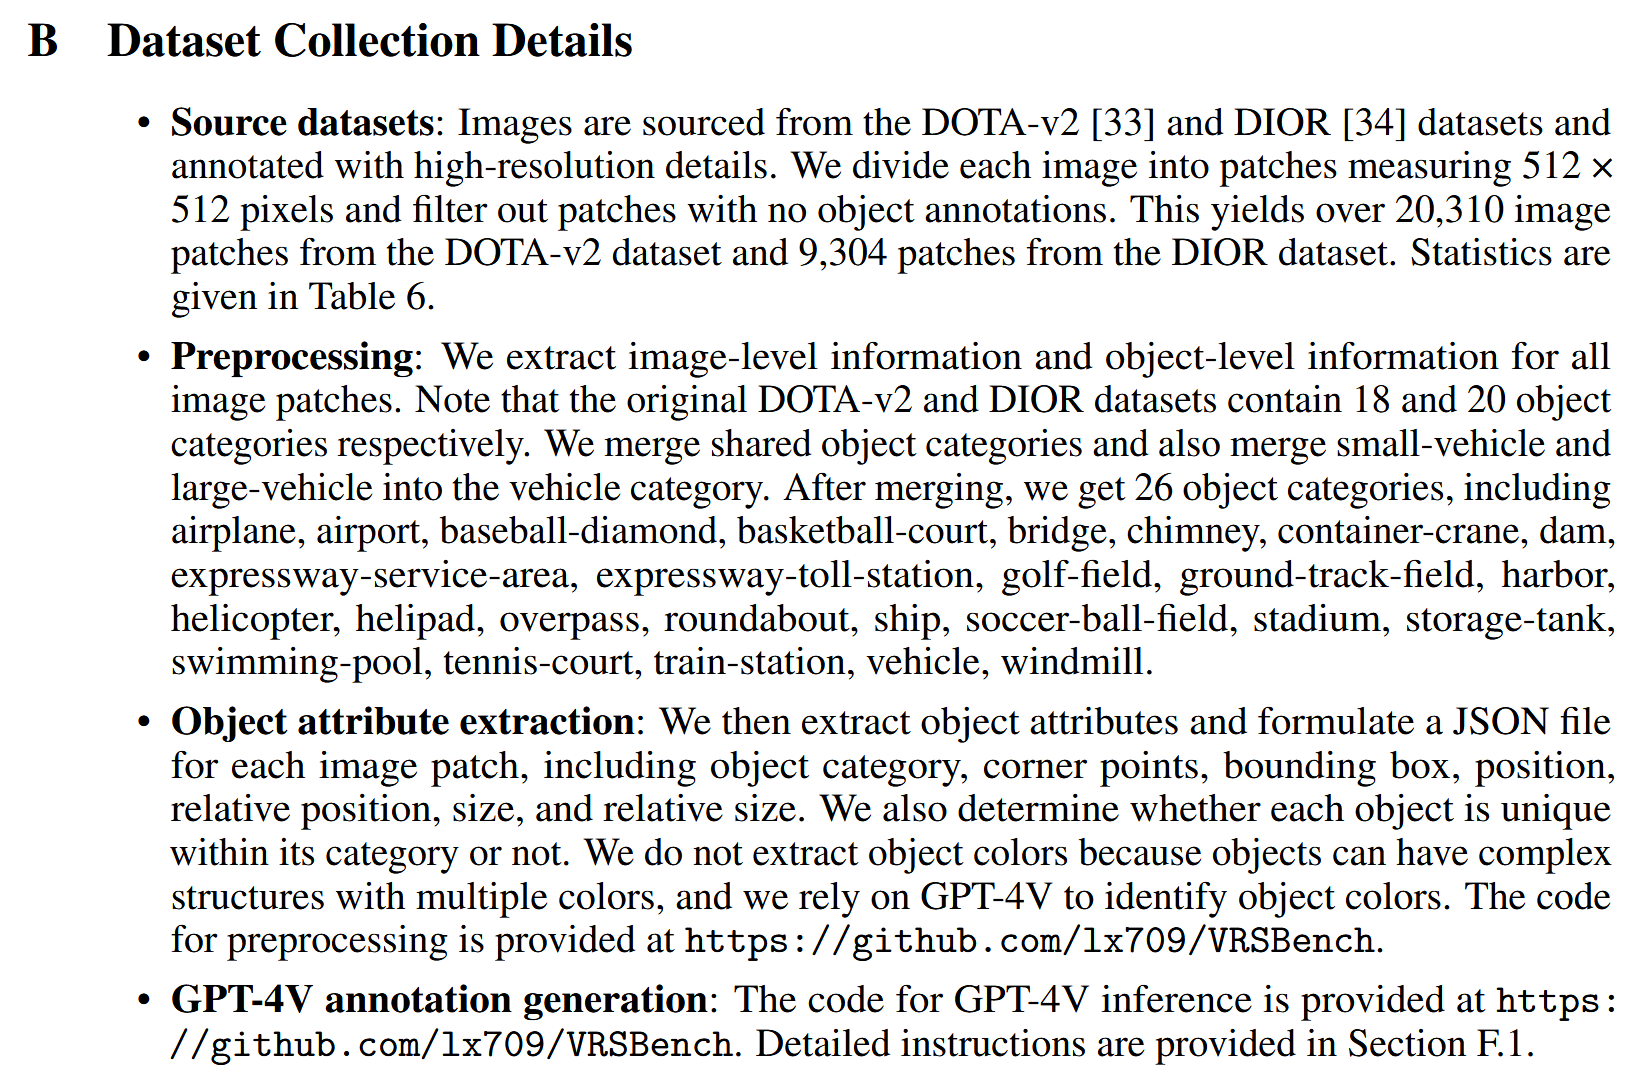 B Dataset Collection Details
• Source datasets: Images are sourced from the DOTA-v2 [33] and DIOR [34] datasets and
annotated with high-resolution details. We divide each image into patches measuring 512 ×
512 pixels and filter out patches with no object annotations. This yields over 20,310 image
patches from the DOTA-v2 dataset and 9,304 patches from the DIOR dataset. Statistics are
given in Table 6.
• Preprocessing: We extract image-level information and object-level information for all
image patches. Note that the original DOTA-v2 and DIOR datasets contain 18 and 20 object
categories respectively. We merge shared object categories and also merge small-vehicle and
large-vehicle into the vehicle category. After merging, we get 26 object categories, including
airplane, airport, baseball-diamond, basketball-court, bridge, chimney, container-crane, dam,
expressway-service-area, expressway-toll-station, golf-field, ground-track-field, harbor,
helicopter, helipad, overpass, roundabout, ship, soccer-ball-field, stadium, storage-tank,
swimming-pool, tennis-court, train-station, vehicle, windmill.
• Object attribute extraction: We then extract object attributes and formulate a JSON file
for each image patch, including object category, corner points, bounding box, position,
relative position, size, and relative size. We also determine whether each object is unique
within its category or not. We do not extract object colors because objects can have complex
structures with multiple colors, and we rely on GPT-4V to identify object colors. The code
for preprocessing is provided at https://github.com/lx709/VRSBench.
• GPT-4V annotation generation: The code for GPT-4V inference is provided at https:
//github.com/lx709/VRSBench. Detailed instructions are provided in Section F.1.